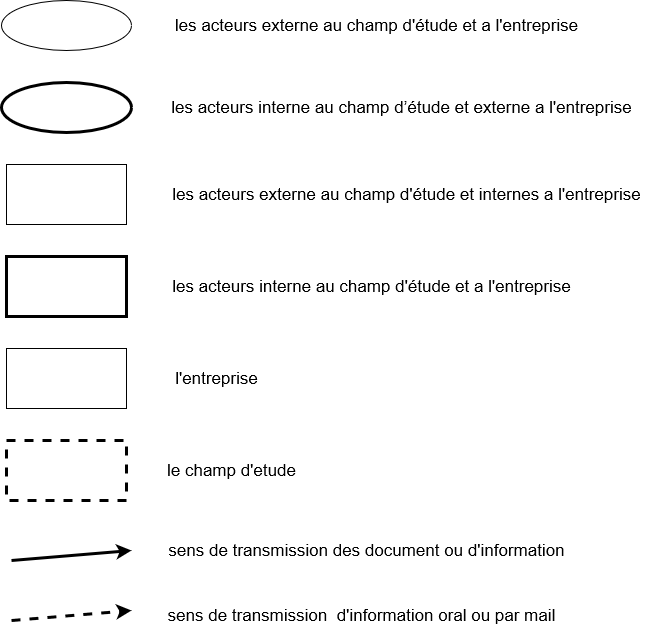 les acteurs externe au champ d'étude et a l'entreprise
les acteurs interne au champ d’étude et externe a l'entreprise
les acteurs externe au champ d'étude et internes a l'entreprise
les acteurs interne au champ d'étude et a l'entreprise
l'entreprise
le champ d'etude
sens de transmission des document ou d'information
sens de transmission d'information oral ou par mail